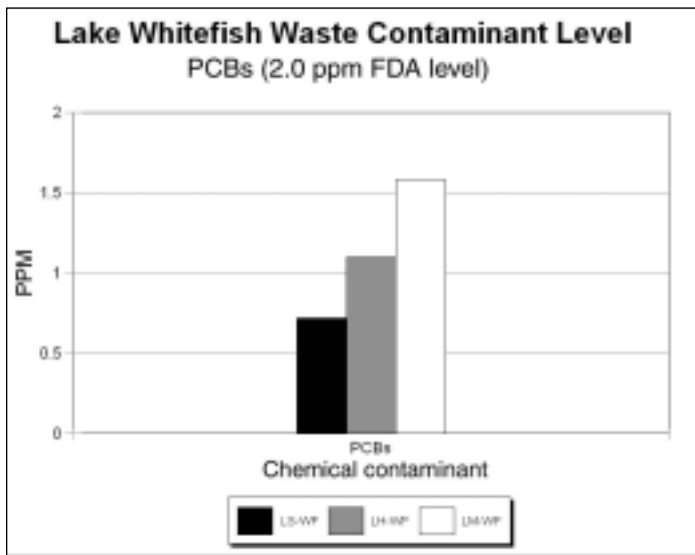 Lake Whitefish Waste Contaminant Level
PCBs (2.0 ppm FDA level)
2
1.5
1
0.5
0
PPM
PCBs
Chemical contaminant
LS-WF LH-WF LM-WF